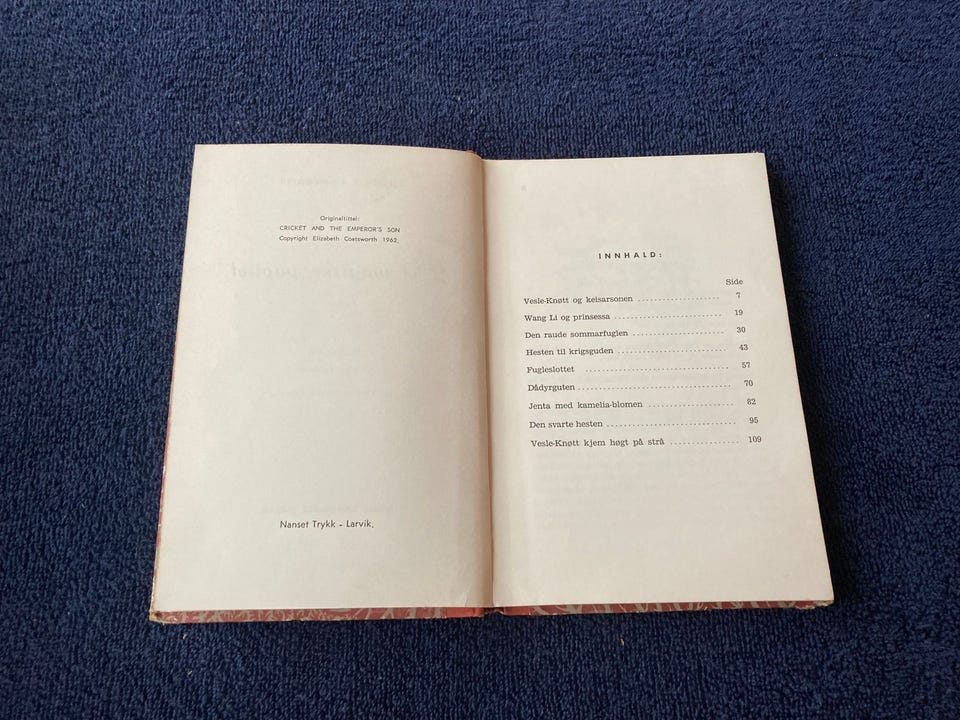 Originaltittel:
CRICKET AND THE EMPEROR'S SON
Copyright Elizabeth Coatsworth 1962.
Nanset Trykk - Larvik.
INNHALD:
Side
Vesle-Knøtt og keisarsonen .................... 7
Wang Li og prinsessa .......................... 19
Den raude sommarfuglen ...................... 30
Hesten til krigsguden .......................... 43
Fugleslottet .................................. 57
Dådyrguten .................................... 70
Jenta med kamelia-blomen .................... 82
Den svarte hesten .............................. 95
Vesle-Knøtt kjem høgt på strå ................ 109